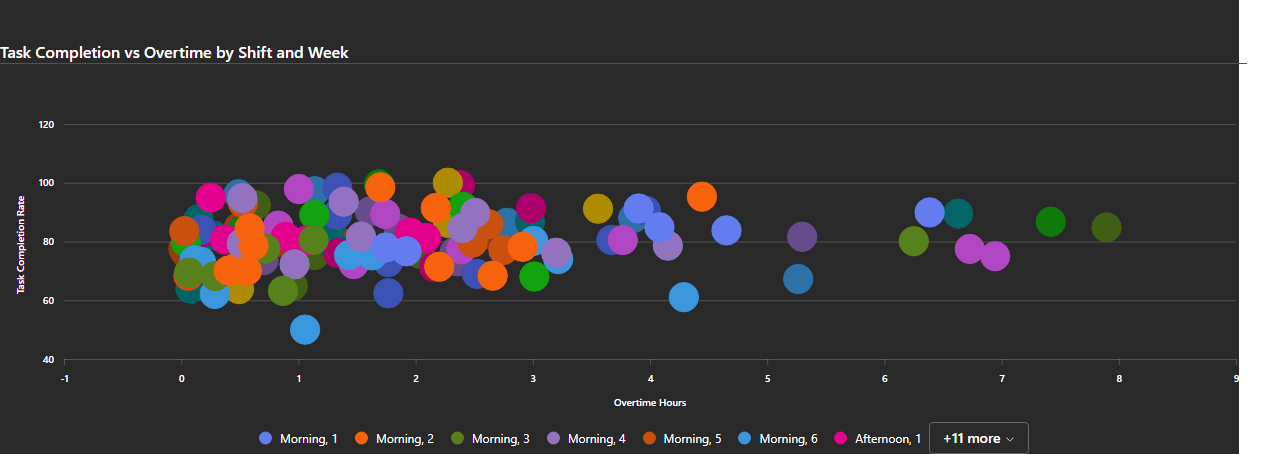 Task Completion vs Overtime by Shift and Week
Task Completion Rate
120
100
80
60
40
-1 0 1 2 3 4 5 6 7 8 9
Overtime Hours
Morning, 1 Morning, 2 Morning, 3 Morning, 4 Morning, 5 Morning, 6 Afternoon, 1 +11 more